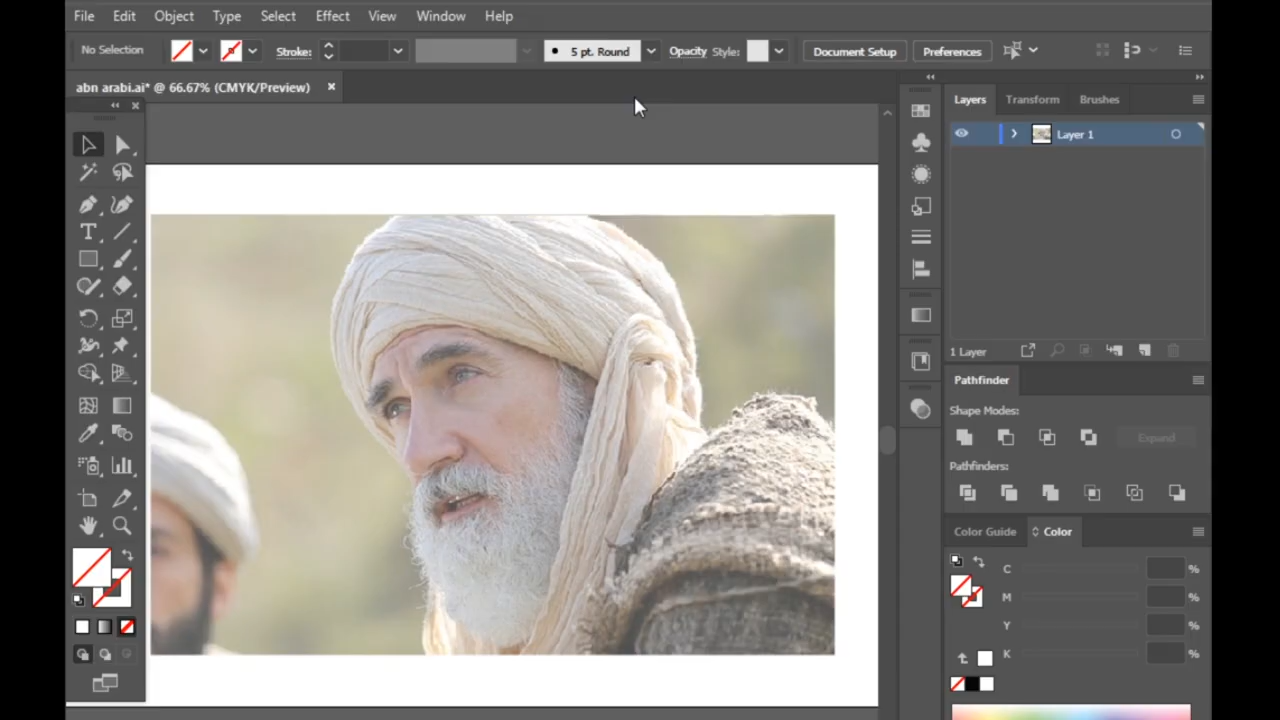 File Edit Object Type Select Effect View Window Help
No Selection Stroke: 5 pt. Round Opacity Style: Document Setup Preferences
abn arabi.ai* @ 66.67% (CMYK/Preview)
Layers Transform Brushes
Layer 1
1 Layer
Pathfinder
Shape Modes:
Expand
Pathfinders:
Color Guide Color
C %
M %
Y %
K %